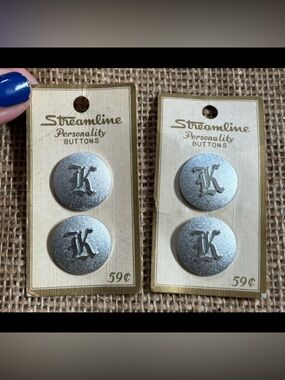 Streamline
Personality
BUTTONS
K
K
59¢
Streamline
Personality
BUTTONS
K
K
59¢